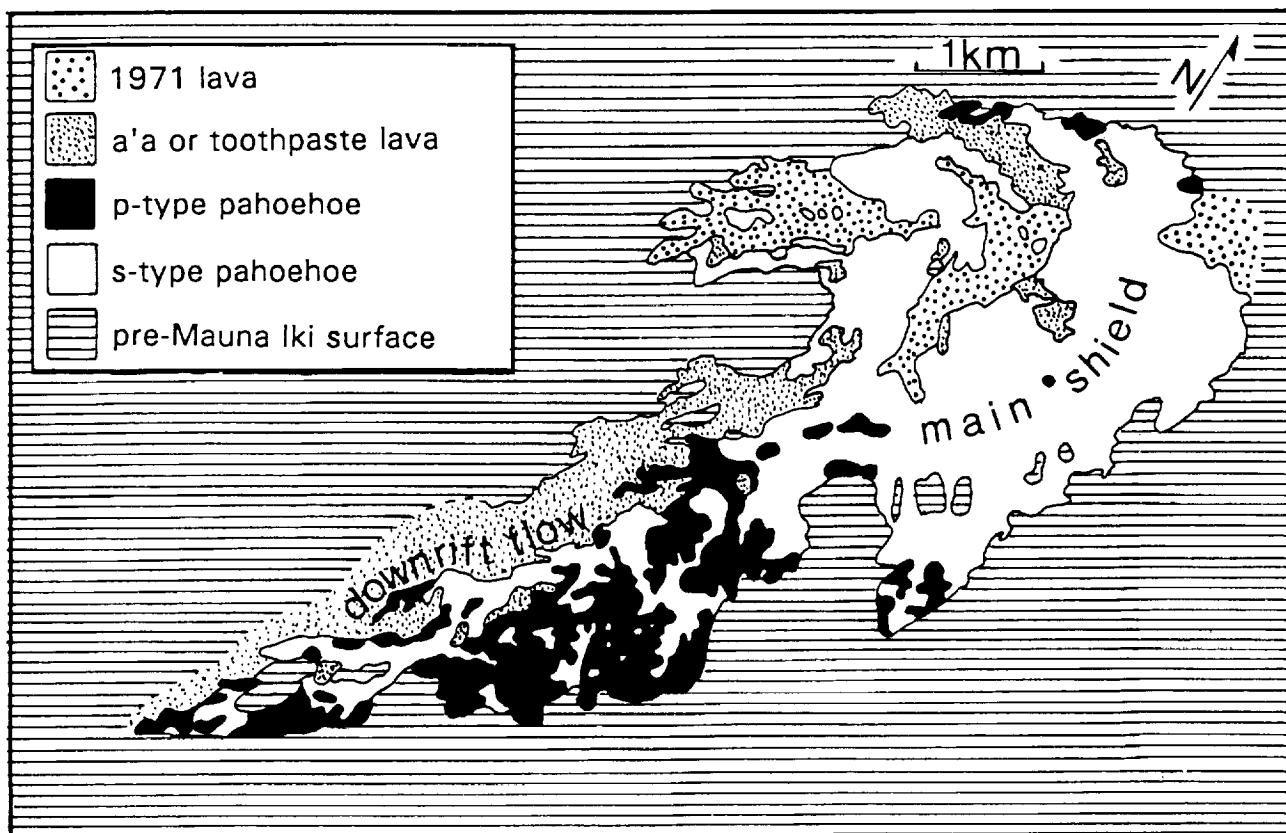 1971 lava
a'a or toothpaste lava
p-type pahoehoe
s-type pahoehoe
pre-Mauna Iki surface
1km
N
main shield
downrift flow